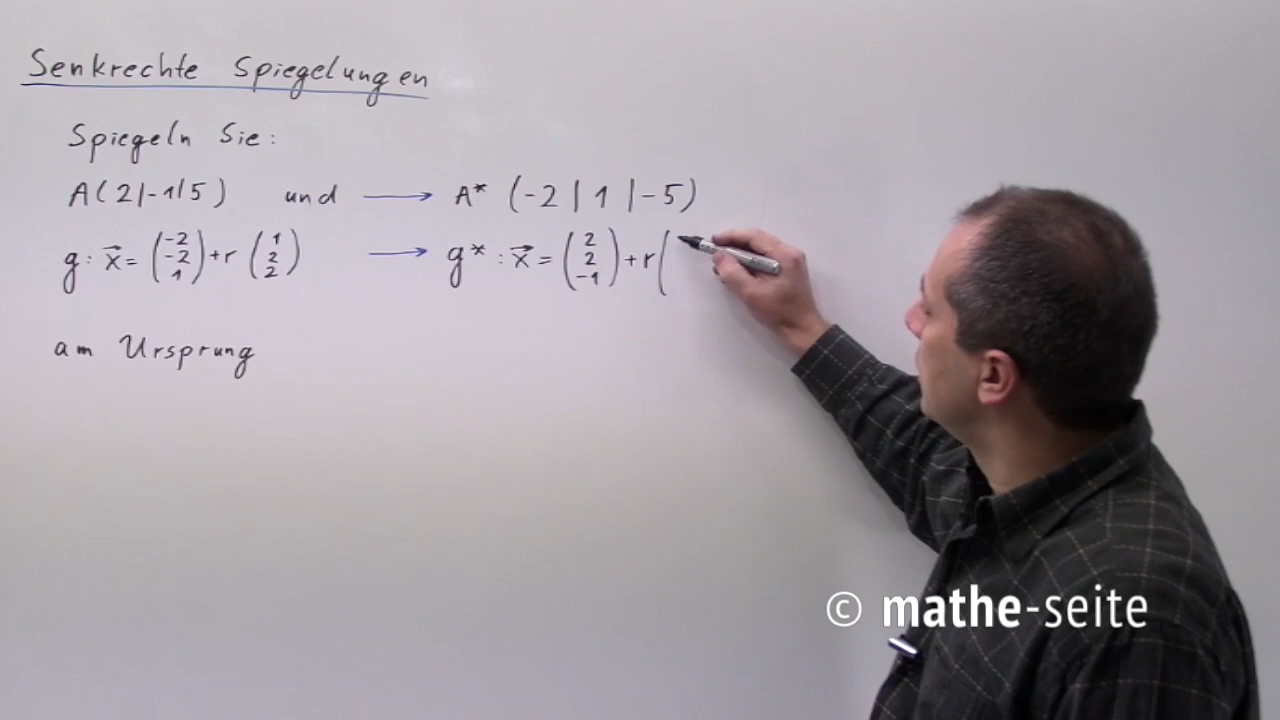 Senkrechte Spiegelungen
Spiegeln Sie:
A(2|-1|5) und → A* (-2 | 1 | -5)
g: x⃗ = (-2 -2 1) + r (1 2 2) → g* : x⃗ = (2 2 -1) + r (
am Ursprung
© mathe-seite